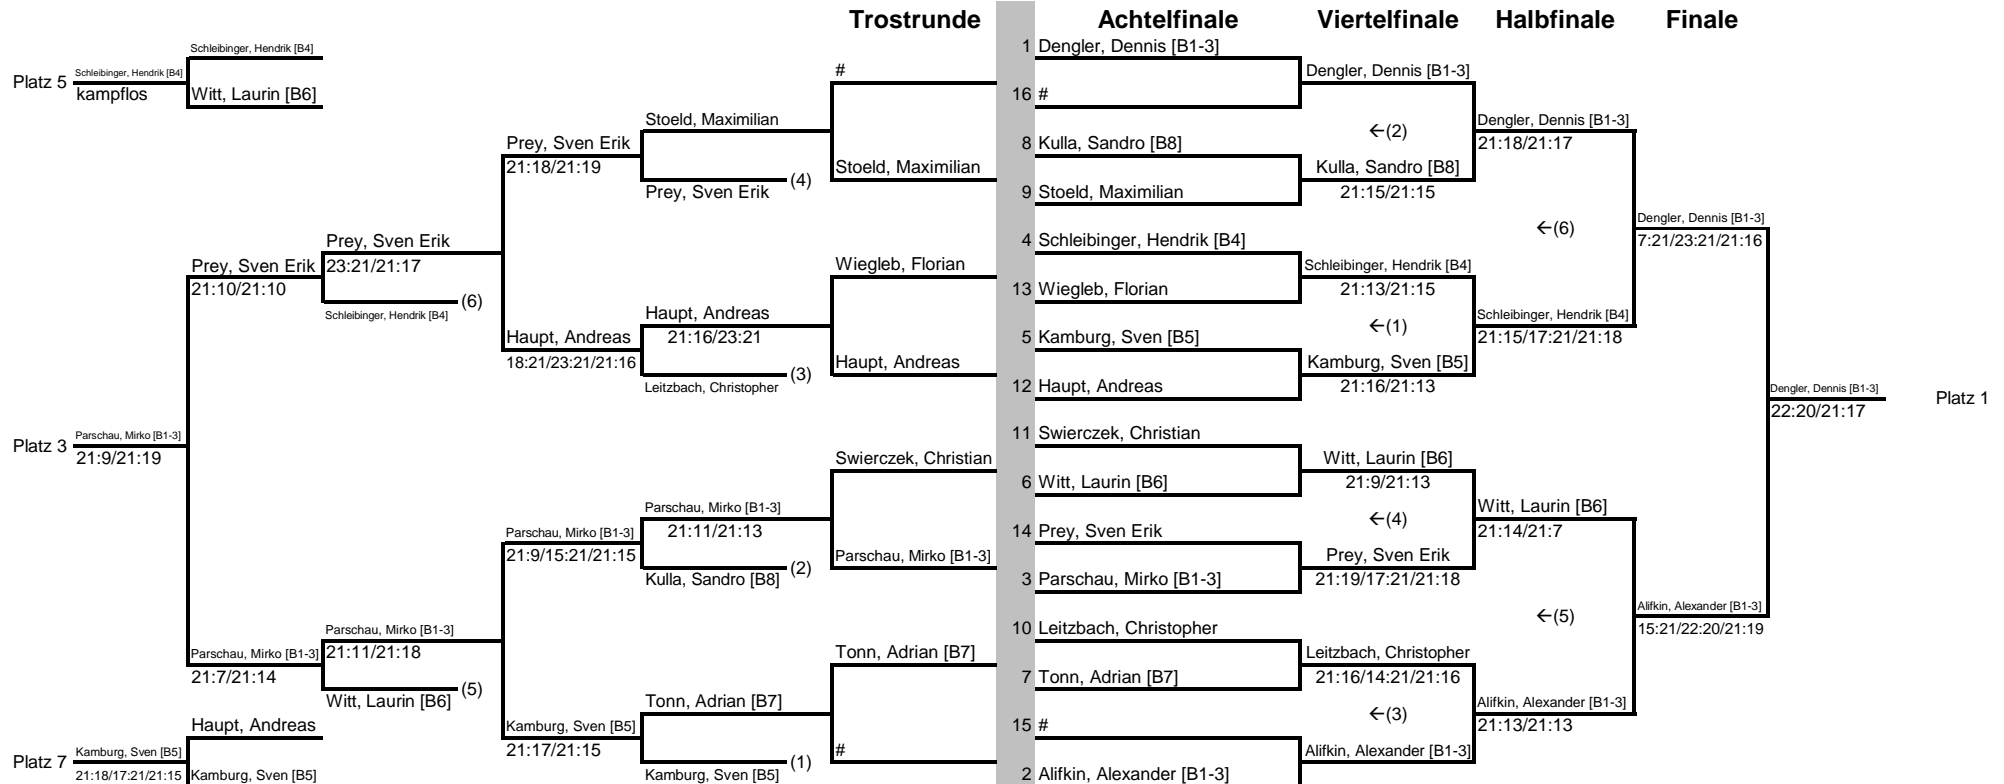 Trostrunde Achtelfinale Viertelfinale Halbfinale Finale
Schleibinger, Hendrik [B4] 1 Dengler, Dennis [B1-3]
Platz 5 Schleibinger, Hendrik [B4] # Dengler, Dennis [B1-3]
kampflos Witt, Laurin [B6] 16 #
Stoeld, Maximilian ←(2) Dengler, Dennis [B1-3]
Prey, Sven Erik 8 Kulla, Sandro [B8] 21:18/21:17
21:18/21:19 (4) Stoeld, Maximilian Kulla, Sandro [B8]
Prey, Sven Erik 9 Stoeld, Maximilian 21:15/21:15
Dengler, Dennis [B1-3]
Prey, Sven Erik 4 Schleibinger, Hendrik [B4] ←(6) 7:21/23:21/21:16
Prey, Sven Erik 23:21/21:17 Wiegleb, Florian Schleibinger, Hendrik [B4]
21:10/21:10 (6) 13 Wiegleb, Florian 21:13/21:15
Schleibinger, Hendrik [B4] Haupt, Andreas ←(1) Schleibinger, Hendrik [B4]
Haupt, Andreas 21:16/23:21 5 Kamburg, Sven [B5] 21:15/17:21/21:18
18:21/23:21/21:16 (3) Haupt, Andreas Kamburg, Sven [B5]
Leitzbach, Christopher 12 Haupt, Andreas 21:16/21:13
Dengler, Dennis [B1-3] Platz 1
22:20/21:17
Platz 3 Parschau, Mirko [B1-3] 11 Swierczek, Christian
21:9/21:19 Swierczek, Christian Witt, Laurin [B6]
6 Witt, Laurin [B6] 21:9/21:13
Parschau, Mirko [B1-3] ←(4) Witt, Laurin [B6]
Parschau, Mirko [B1-3] 21:11/21:13 14 Prey, Sven Erik 21:14/21:7
21:9/15:21/21:15 (2) Parschau, Mirko [B1-3] Prey, Sven Erik
Kulla, Sandro [B8] 3 Parschau, Mirko [B1-3] 21:19/17:21/21:18
Alifkin, Alexander [B1-3]
Parschau, Mirko [B1-3] 10 Leitzbach, Christopher ←(5) 15:21/22:20/21:19
Parschau, Mirko [B1-3] 21:11/21:18 Tonn, Adrian [B7] Leitzbach, Christopher
21:7/21:14 (5) 7 Tonn, Adrian [B7] 21:16/14:21/21:16
Witt, Laurin [B6] Tonn, Adrian [B7] ←(3) Alifkin, Alexander [B1-3]
Haupt, Andreas Kamburg, Sven [B5] 15 # 21:13/21:13
Platz 7 Kamburg, Sven [B5] 21:17/21:15 (1) # Alifkin, Alexander [B1-3]
21:18/17:21/21:15 Kamburg, Sven [B5] Kamburg, Sven [B5] 2 Alifkin, Alexander [B1-3]